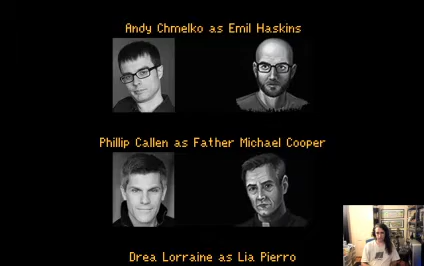 Andy Chmelko as Emil Haskins
Phillip Callen as Father Michael Cooper
Drea Lorraine as Lia Pierro